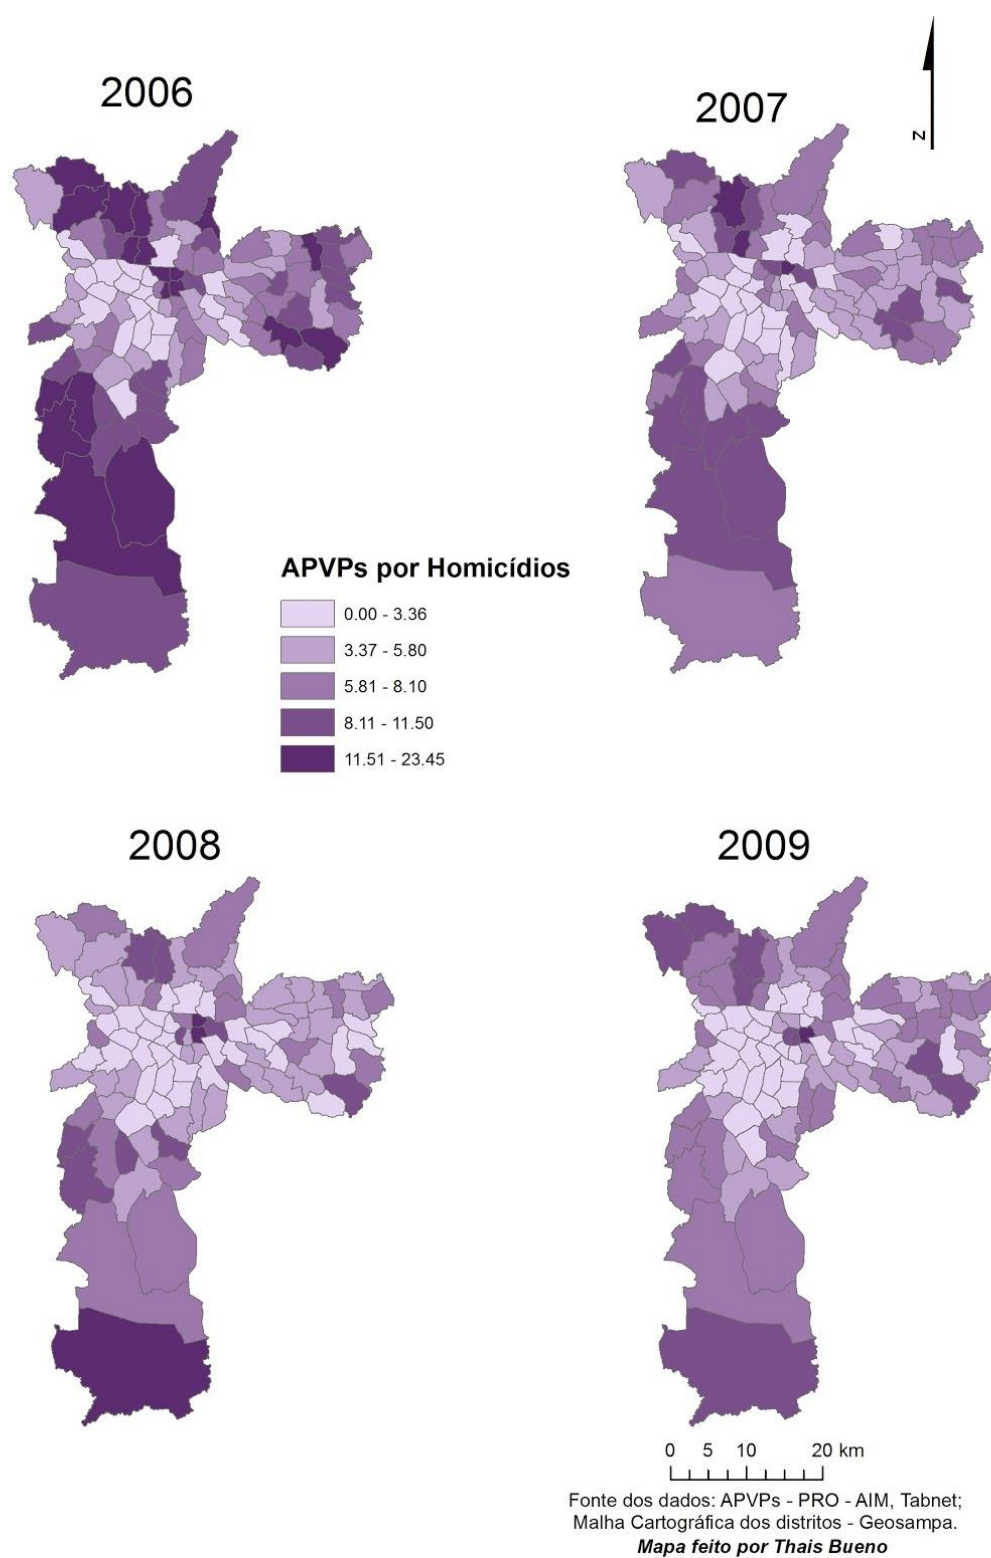 2006
2007
N
APVPs por Homicídios
0.00 - 3.36
3.37 - 5.80
5.81 - 8.10
8.11 - 11.50
11.51 - 23.45
2008
2009
0 5 10 20 km
Fonte dos dados: APVPs - PRO - AIM, Tabnet;
Malha Cartográfica dos distritos - Geosampa.
Mapa feito por Thais Bueno